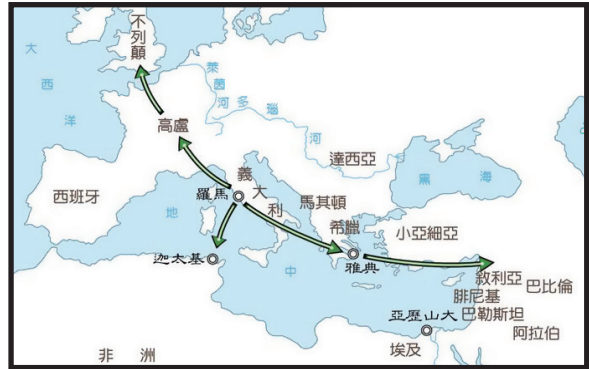 大西洋
不列顛
萊茵河
多瑙河
高盧
達西亞
黑海
西班牙
義大利
羅馬
馬其頓
希臘
小亞細亞
地中海
迦太基
雅典
敘利亞
巴比倫
腓尼基
巴勒斯坦
亞歷山大
阿拉伯
埃及
非洲